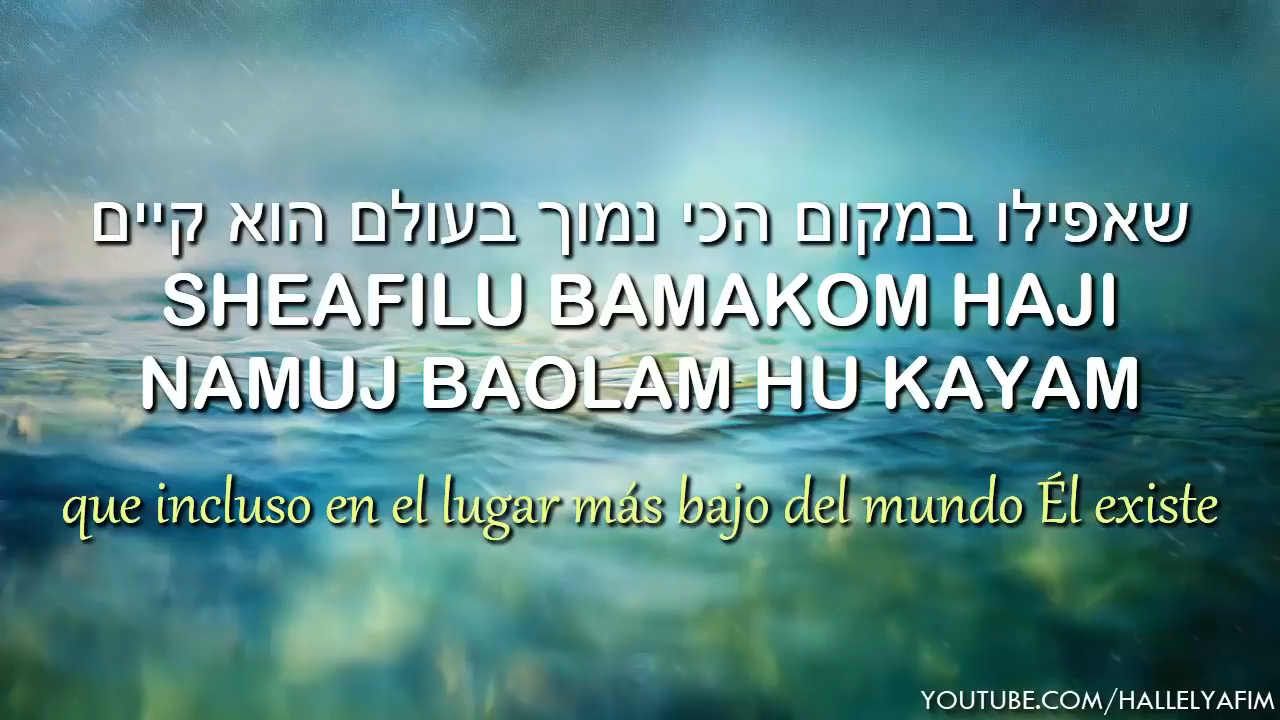 שאפילו במקום הכי נמוך בעולם הוא קיים
SHEAFILU BAMAKOM HAJI
NAMUJ BAOLAM HU KAYAM
que incluso en el lugar más bajo del mundo Él existe
YOUTUBE.COM/HALLELYAFIM